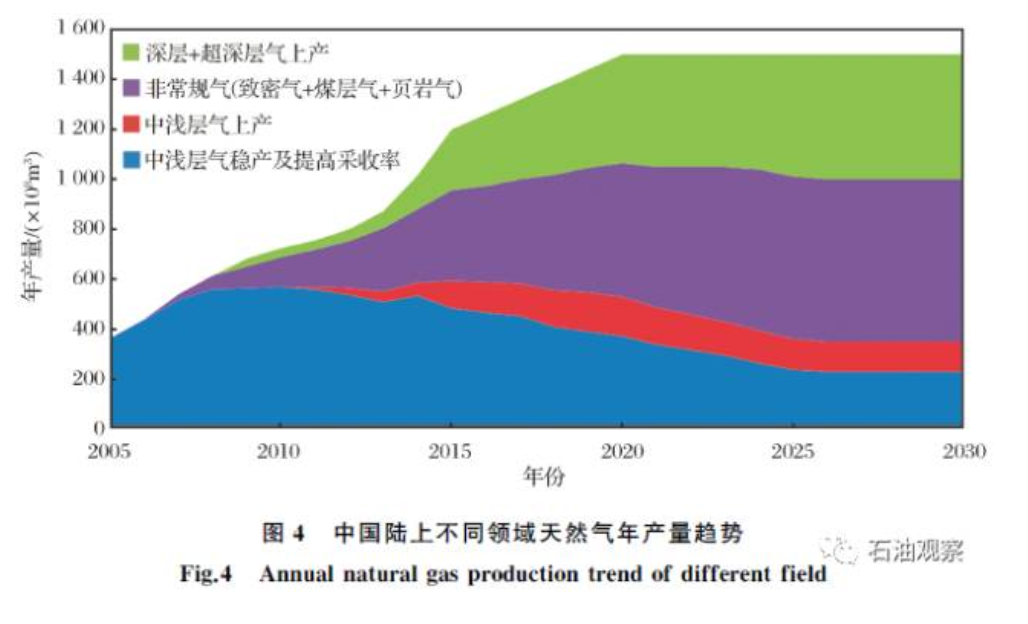 1 600
1 400
1 200
1 000
800
600
400
200
0
年产量/(×10⁸m³)
深层+超深层气上产
非常规气(致密气+煤层气+页岩气)
中浅层气上产
中浅层气稳产及提高采收率
2005 2010 2015 2020 2025 2030
年份
图 4 中国陆上不同领域天然气年产量趋势
石油观察
Fig.4 Annual natural gas production trend of different field